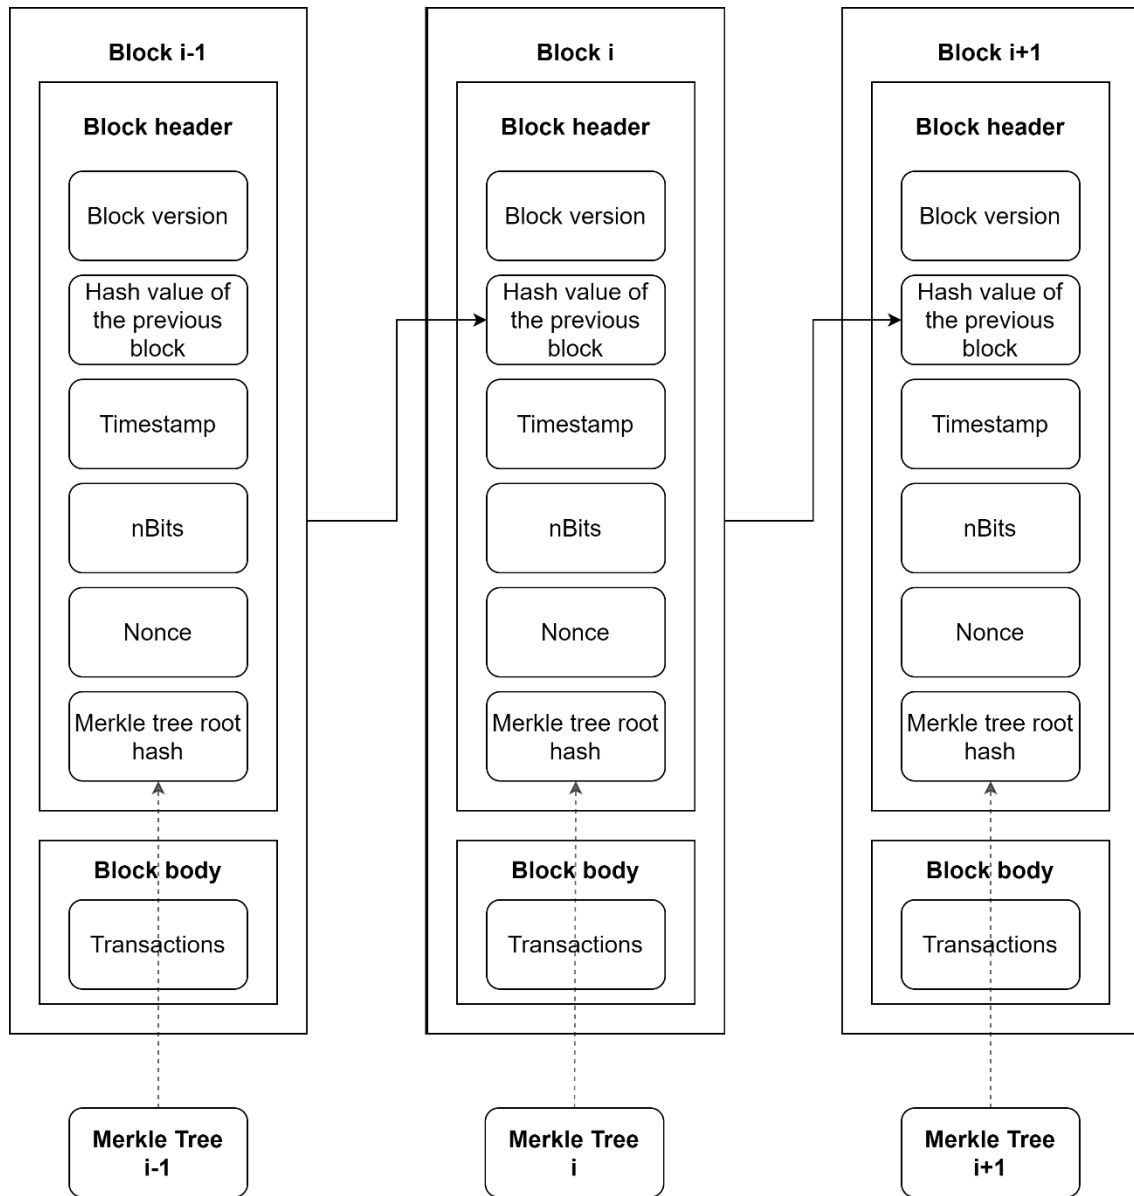 Block i-1
Block header
Block version
Hash value of
the previous
block
Timestamp
nBits
Nonce
Merkle tree root
hash
Block body
Transactions
Merkle Tree
i-1
Block i
Block header
Block version
Hash value of
the previous
block
Timestamp
nBits
Nonce
Merkle tree root
hash
Block body
Transactions
Merkle Tree
i
Block i+1
Block header
Block version
Hash value of
the previous
block
Timestamp
nBits
Nonce
Merkle tree root
hash
Block body
Transactions
Merkle Tree
i+1